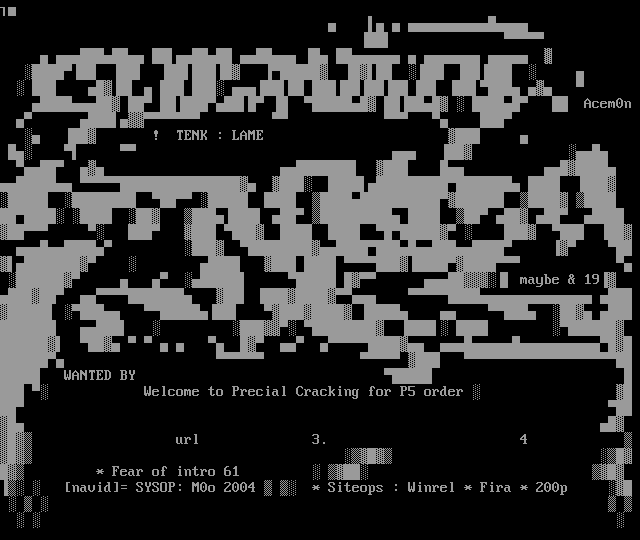 Acem0n
! TENK : LAME
maybe & 19
WANTED BY
Welcome to Precial Cracking for P5 order
url 3. 4
* Fear of intro 61
[navid]= SYSOP: M0o 2004 * Siteops : Winrel * Fira * 200p